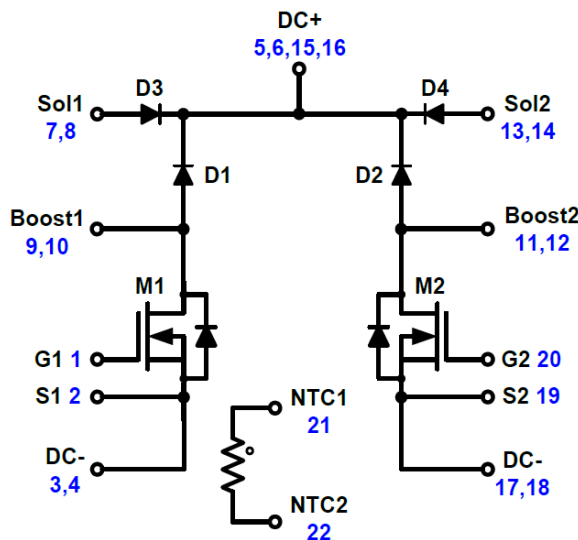 DC+
5,6,15,16
D3
D4
Sol1
7,8
Sol2
13,14
D1
D2
Boost1
9,10
Boost2
11,12
M1
M2
G1 1
G2 20
S1 2
S2 19
NTC1
21
DC-
3,4
DC-
17,18
NTC2
22